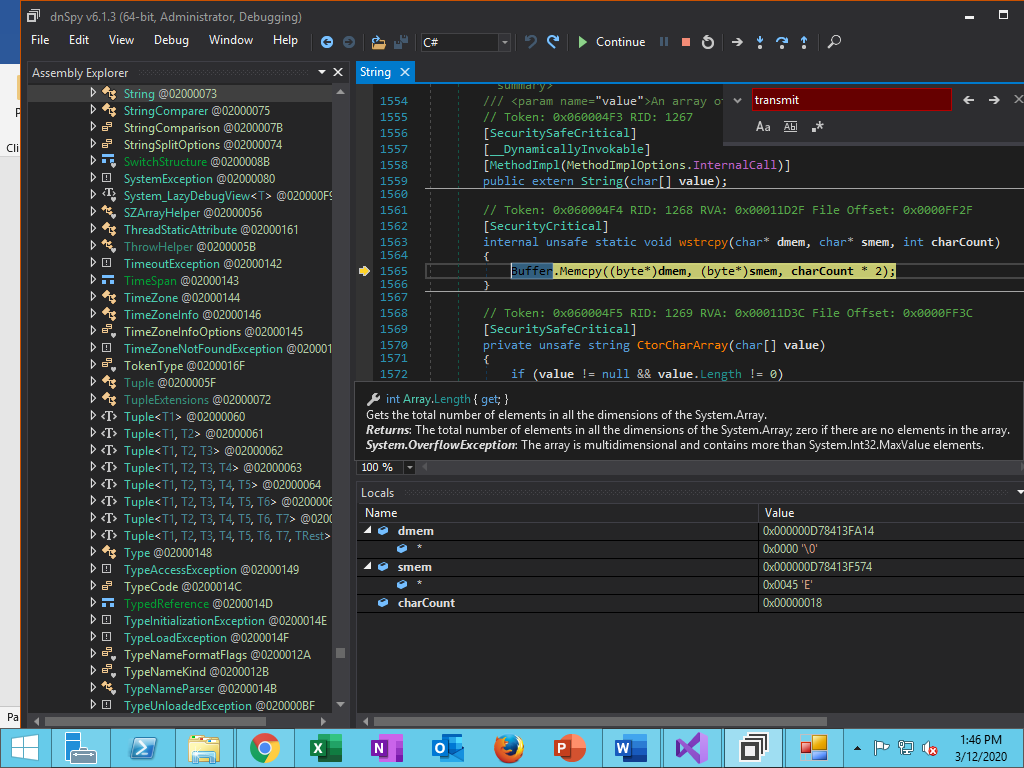 dnSpy v6.1.3 (64-bit, Administrator, Debugging)
File Edit View Debug Window Help C# Continue
Assembly Explorer
String @02000073
StringComparer @02000075
StringComparison @0200007B
StringSplitOptions @02000074
SwitchStructure @0200008B
SystemException @02000080
System_LazyDebugView<T> @020000F9
SZArrayHelper @02000056
ThreadStaticAttribute @02000161
ThrowHelper @0200005B
TimeoutException @02000142
TimeSpan @02000143
TimeZone @02000144
TimeZoneInfo @02000146
TimeZoneInfoOptions @02000145
TimeZoneNotFoundException @020001
TokenType @0200016F
Tuple @0200005F
TupleExtensions @02000072
Tuple<T1> @02000060
Tuple<T1, T2> @02000061
Tuple<T1, T2, T3> @02000062
Tuple<T1, T2, T3, T4> @02000063
Tuple<T1, T2, T3, T4, T5> @02000064
Tuple<T1, T2, T3, T4, T5, T6> @0200006
Tuple<T1, T2, T3, T4, T5, T6, T7> @0200
Tuple<T1, T2, T3, T4, T5, T6, T7, TRest>
Type @02000148
TypeAccessException @02000149
TypeCode @0200014C
TypedReference @0200014D
TypeInitializationException @0200014E
TypeLoadException @0200014F
TypeNameFormatFlags @0200012A
TypeNameKind @0200012B
TypeNameParser @0200014B
TypeUnloadedException @020000BF
String
summary>
1554 /// <param name="value">An array of
1555 // Token: 0x060004F3 RID: 1267
1556 [SecuritySafeCritical]
1557 [__DynamicallyInvokable]
1558 [MethodImpl(MethodImplOptions.InternalCall)]
1559 public extern String(char[] value);
1560
1561 // Token: 0x060004F4 RID: 1268 RVA: 0x00011D2F File Offset: 0x0000FF2F
1562 [SecurityCritical]
1563 internal unsafe static void wstrcpy(char* dmem, char* smem, int charCount)
1564 {
1565 Buffer.Memcpy((byte*)dmem, (byte*)smem, charCount * 2);
1566 }
1567
1568 // Token: 0x060004F5 RID: 1269 RVA: 0x00011D3C File Offset: 0x0000FF3C
1569 [SecuritySafeCritical]
1570 private unsafe string CtorCharArray(char[] value)
1571 {
1572 if (value != null && value.Length != 0)
transmit
Aa Ab .*
int Array.Length { get; }
Gets the total number of elements in all the dimensions of the System.Array.
Returns: The total number of elements in all the dimensions of the System.Array; zero if there are no elements in the array.
System.OverflowException: The array is multidimensional and contains more than System.Int32.MaxValue elements.
100 %
Locals
Name Value
dmem 0x000000D78413FA14
* 0x0000 '\0'
smem 0x000000D78413F574
* 0x0045 'E'
charCount 0x00000018
P
Cli
Pa
1:46 PM
3/12/2020